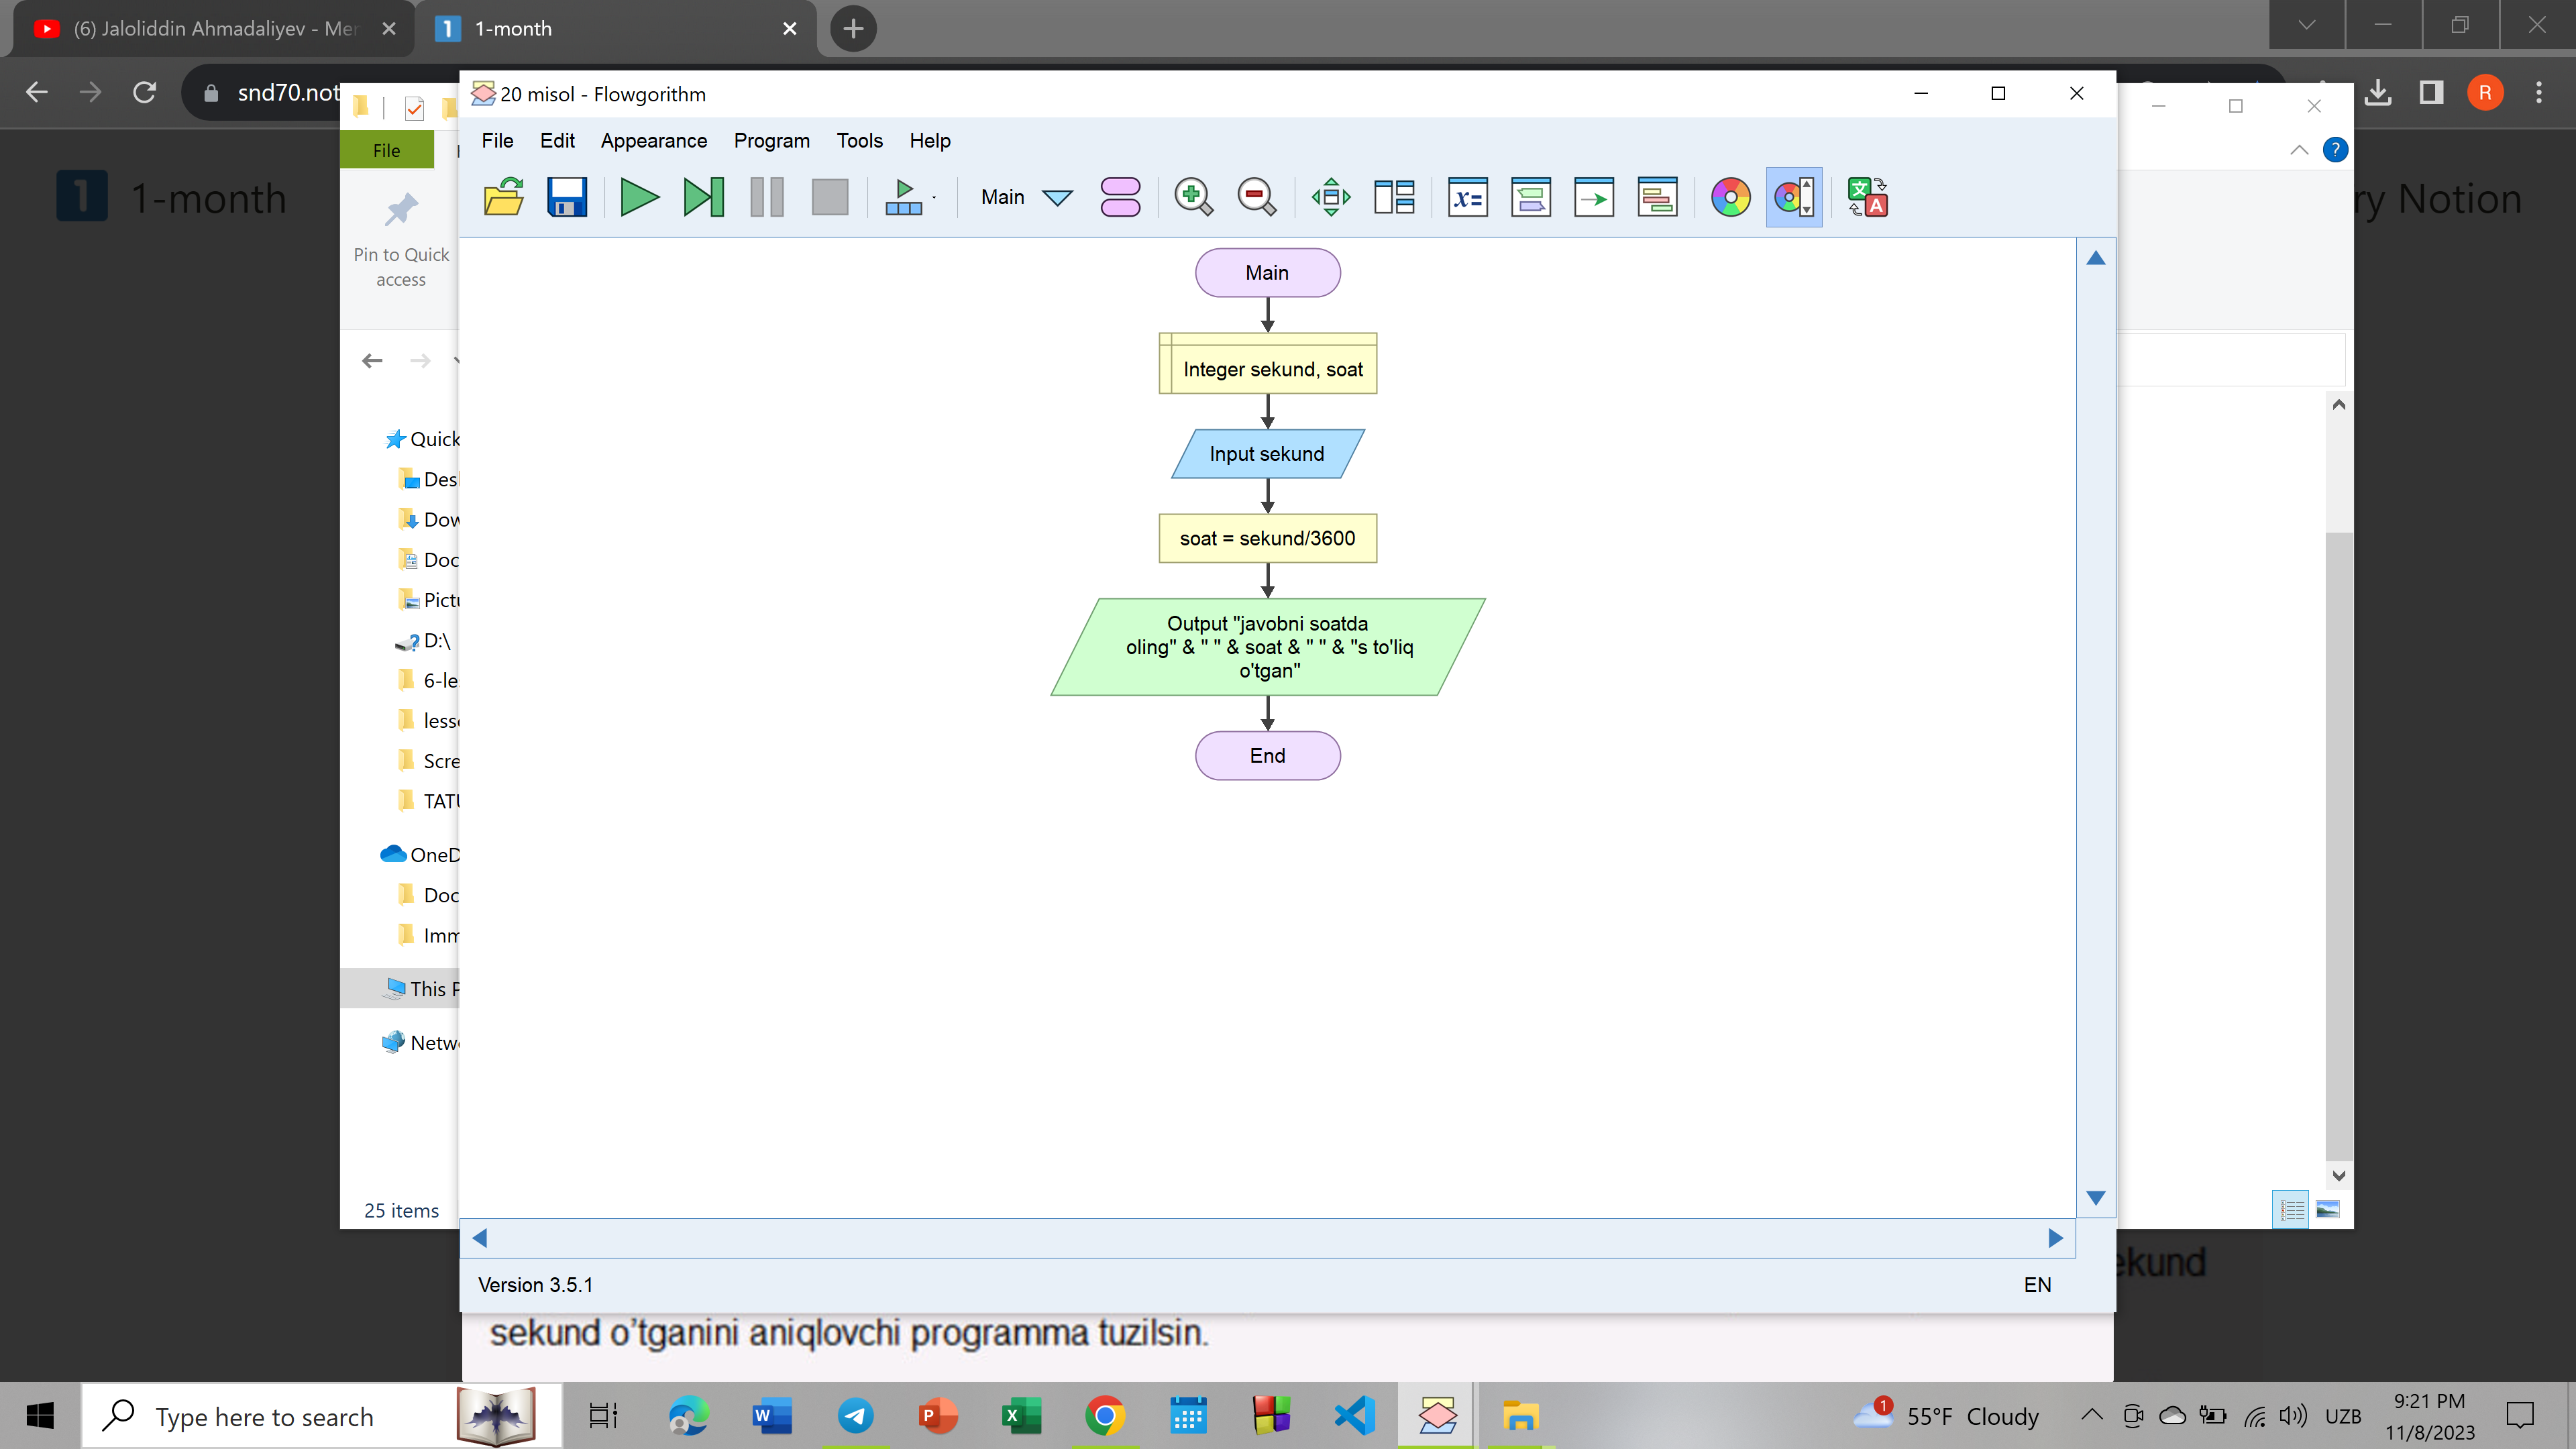 (6) Jaloliddin Ahmadaliyev - Mer
1-month
snd70.not
1-month
ry Notion
File
Pin to Quick
access
Quick
Desl
Dow
Doc
Pictu
D:\
6-le
less
Scre
TATU
OneD
Doc
Imm
This P
Netw
25 items
20 misol - Flowgorithm
File Edit Appearance Program Tools Help
Main
Main
Integer sekund, soat
Input sekund
soat = sekund/3600
Output "javobni soatda
oling" & " " & soat & " " & "s to'liq
o'tgan"
End
Version 3.5.1
EN
ekund
sekund o'tganini aniqlovchi programma tuzilsin.
Type here to search
1
55°F Cloudy
UZB
9:21 PM
11/8/2023